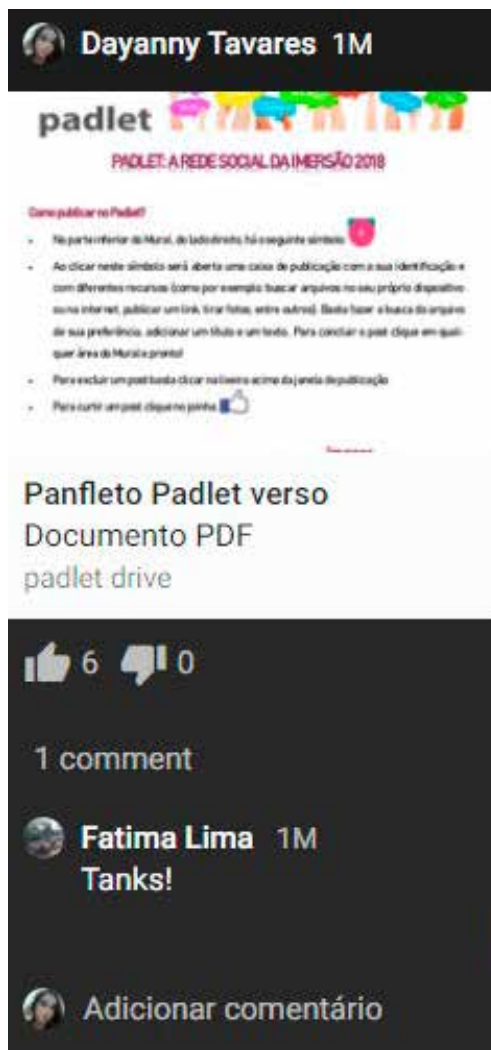 Dayanny Tavares 1M
padlet
PADLET: A REDE SOCIAL DA IMERSÃO 2018
Como publicar no Padlet?
• Na parte inferior do Mural, do lado direito, há o seguinte símbolo
• Ao clicar neste símbolo será aberta uma caixa de publicação com a sua identificação e
com diferentes recursos (como por exemplo: buscar arquivos no seu próprio dispositivo
ou na internet, publicar um link, tirar fotos, entre outros). Basta fazer a busca do arquivo
de sua preferência, adicionar um título e um texto. Para concluir o post clique em qual-
quer área do Mural e pronto!
• Para excluir um post basta clicar na lixeira acima da janela de publicação
• Para curtir um post clique no joinha
Panfleto Padlet verso
Documento PDF
padlet drive
6 0
1 comment
Fatima Lima 1M
Tanks!
Adicionar comentário